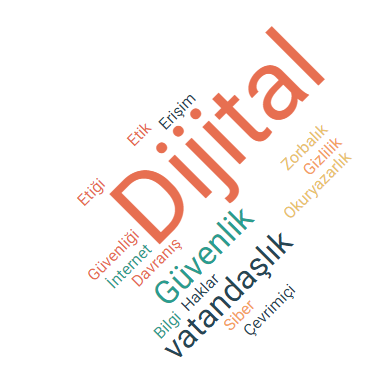 Dijital
Erişim
Etik
Etiği
Güvenliği
İnternet
Davranış
Güvenlik
Haklar
Bilgi
vatandaşlık
Siber
Çevrimiçi
Zorbalık
Gizlilik
Okuryazarlık